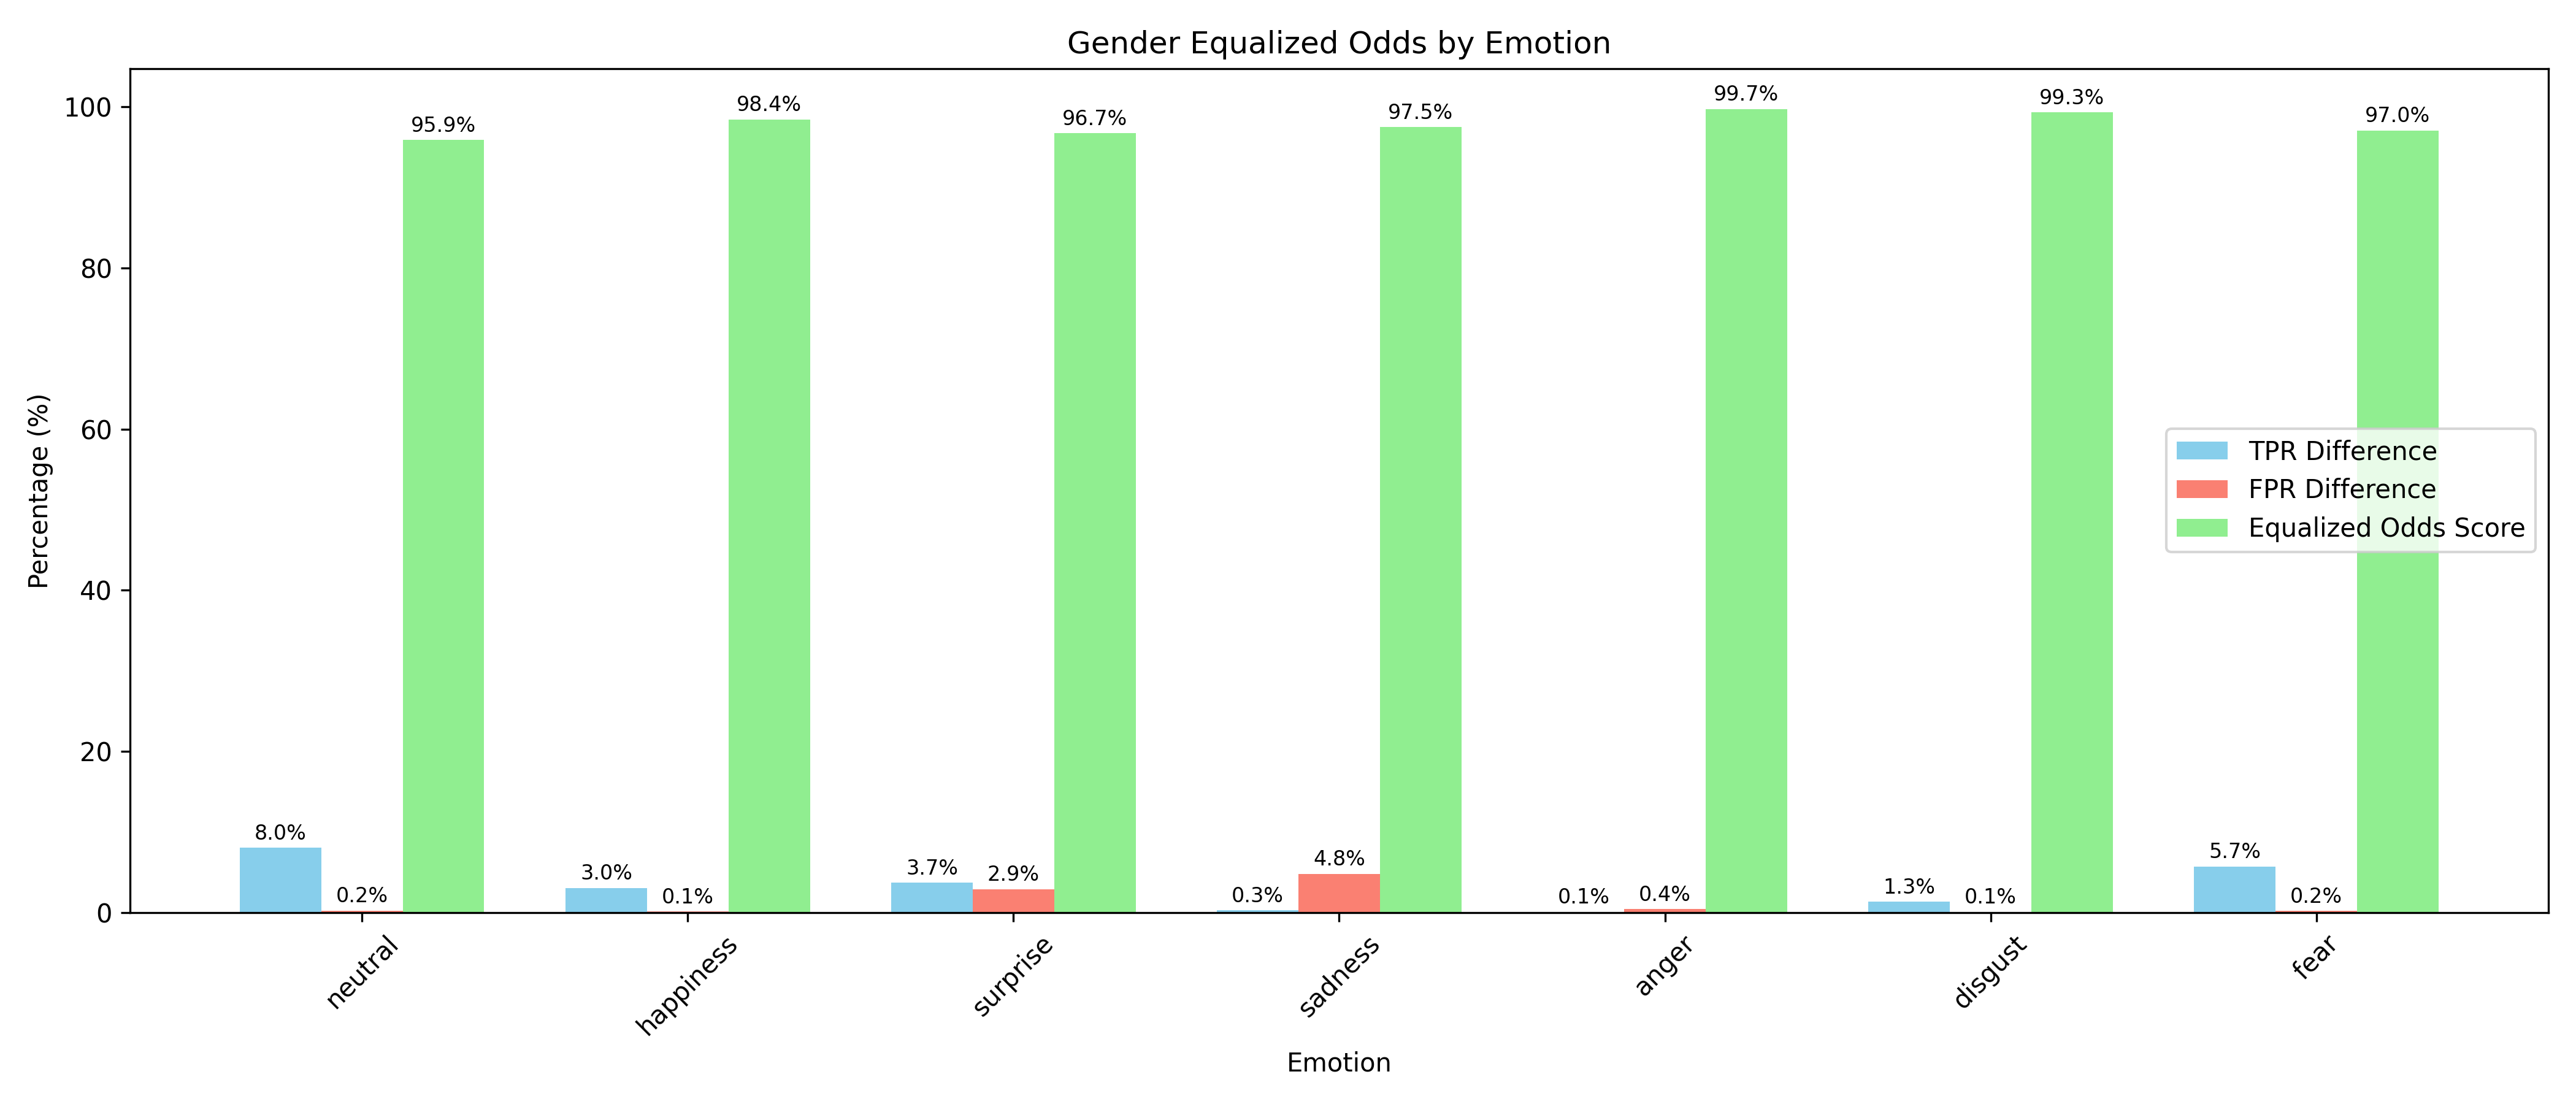 Gender Equalized Odds by Emotion
Percentage (%)
100
80
60
40
20
0
8.0%
0.2%
95.9%
3.0%
0.1%
98.4%
3.7%
2.9%
96.7%
0.3%
4.8%
97.5%
0.1%
0.4%
99.7%
1.3%
0.1%
99.3%
5.7%
0.2%
97.0%
TPR Difference
FPR Difference
Equalized Odds Score
neutral
happiness
surprise
sadness
anger
disgust
fear
Emotion